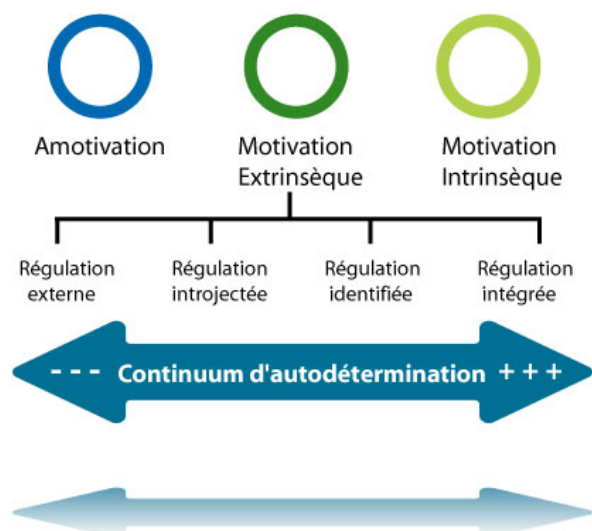 Amotivation
Motivation
Extrinsèque
Motivation
Intrinsèque
Régulation
externe
Régulation
introjectée
Régulation
identifiée
Régulation
intégrée
- - - Continuum d'autodétermination + + +